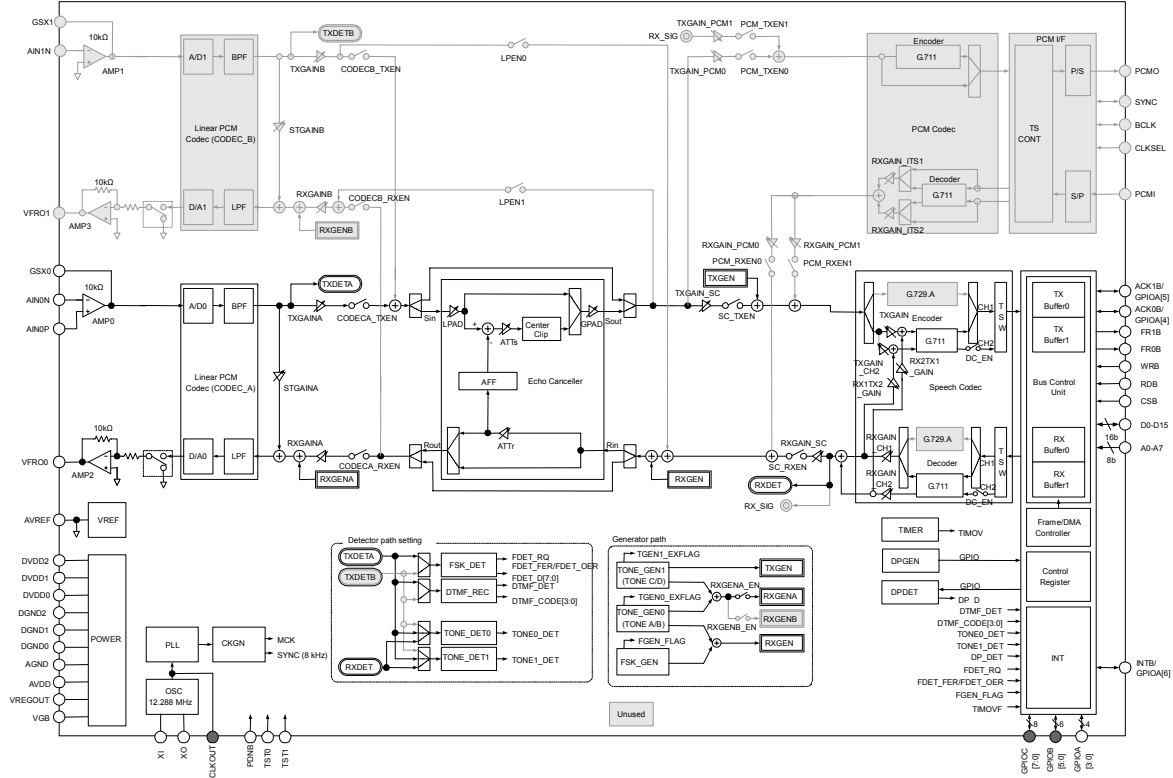 GSX1
10kΩ
AIN1N
AMP1
A/D1
BPF
TXDETB
TXGAINB
CODECB_TXEN
LPEN0
TXGAIN_PCM1
PCM_TXEN1
RX_SIG
TXGAIN_PCM0
PCM_TXEN0
Encoder
G.711
PCM I/F
P/S
PCMO
SYNC
BCLK
CLKSEL
Linear PCM
Codec (CODEC_B)
STGAINB
PCM Codec
TS
CONT
10kΩ
VFRO1
AMP3
D/A1
LPF
RXGAINB
CODECB_RXEN
RXGENB
LPEN1
RXGAIN_ITS1
Decoder
G.711
RXGAIN_ITS2
S/P
PCMI
RXGAIN_PCM0
RXGAIN_PCM1
PCM_RXEN0
PCM_RXEN1
GSX0
10kΩ
AIN0N
AIN0P
AMP0
A/D0
BPF
TXDETA
TXGAINA
CODECA_TXEN
Sin
LPAD
+
-
ATTs
Center
Clip
GPAD
Sout
TXGEN
TXGAIN_SC
SC_TXEN
G.729.A
TXGAIN
Encoder
G.711
CH1
CH2
DC_EN
T
S
W
TXGAIN
_CH2
RX2TX1
_GAIN
RX1TX2
_GAIN
Speech Codec
TX
Buffer0
TX
Buffer1
Bus Control
Unit
RX
Buffer0
RX
Buffer1
ACK1B/
GPIOA[5]
ACK0B/
GPIOA[4]
FR1B
FR0B
WRB
RDB
CSB
D0-D15
16b
A0-A7
8b
Linear PCM
Codec (CODEC_A)
STGAINA
AFF
Echo Canceller
ATTr
10kΩ
VFRO0
AMP2
D/A0
LPF
RXGAINA
CODECA_RXEN
RXGENA
Rout
Rin
RXGEN
RXGAIN_SC
SC_RXEN
RXDET
RX_SIG
RXGAIN
_CH1
RXGAIN
_CH2
G.729.A
Decoder
G.711
CH1
CH2
DC_EN
T
S
W
AVREF
VREF
DVDD2
DVDD1
DVDD0
DGND2
DGND1
DGND0
AGND
AVDD
VREGOUT
VGB
POWER
PLL
CKGN
MCK
SYNC (8 kHz)
OSC
12.288 MHz
XI
XO
CLKOUT
PDNB
TST0
TST1
Detector path setting
TXDETA
TXDETB
RXDET
FSK_DET
FDET_RQ
FDET_FER/FDET_OER
FDET_D[7:0]
DTMF_REC
DTMF_DET
DTMF_CODE[3:0]
TONE_DET0
TONE0_DET
TONE_DET1
TONE1_DET
Generator path
TGEN1_EXFLAG
TONE_GEN1
(TONE C/D)
TGEN0_EXFLAG
TONE_GEN0
(TONE A/B)
FGEN_FLAG
FSK_GEN
RXGENA_EN
RXGENB_EN
TXGEN
RXGENA
RXGENB
RXGEN
Unused
TIMER
TIMOV
DPGEN
GPIO
DPDET
GPIO
DP D
Frame/DMA
Controller
Control
Register
DTMF_DET
DTMF_CODE[3:0]
TONE0_DET
TONE1_DET
DP_DET
FDET_RQ
FDET_FER/FDET_OER
FGEN_FLAG
TIMOVF
INT
INTB/
GPIOA[6]
8
6
4
GPIOC
[7:0]
GPIOB
[6:0]
GPIOA
[3:0]